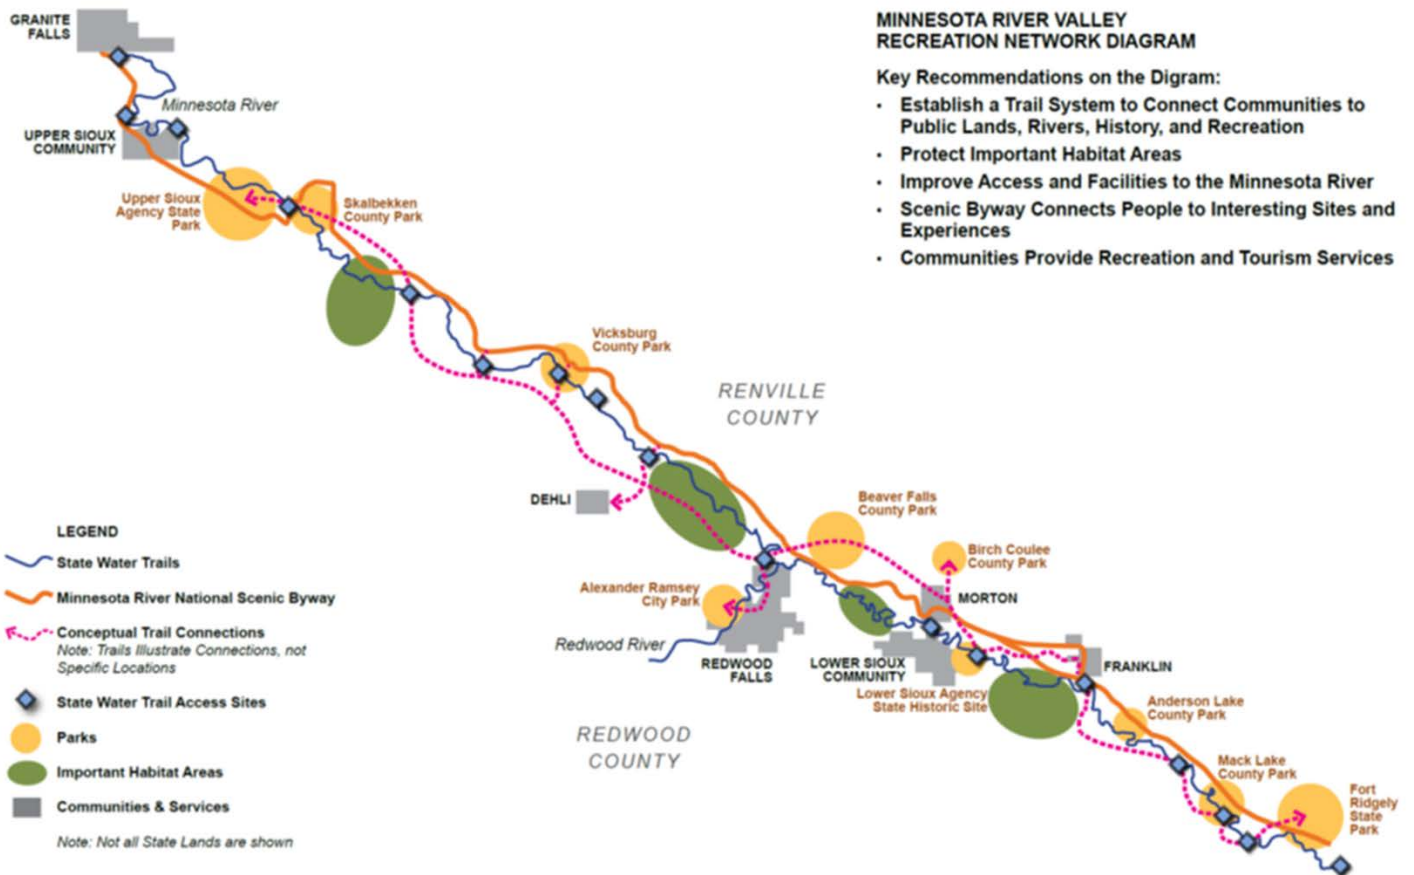 GRANITE
FALLS
Minnesota River
UPPER SIOUX
COMMUNITY
Upper Sioux
Agency State
Park
Skalbekken
County Park
Vicksburg
County Park
RENVILLE
COUNTY
DEHLI
Beaver Falls
County Park
Birch Coulee
County Park
Alexander Ramsey
City Park
MORTON
Redwood River
REDWOOD
FALLS
LOWER SIOUX
COMMUNITY
FRANKLIN
Lower Sioux Agency
State Historic Site
Anderson Lake
County Park
REDWOOD
COUNTY
Mack Lake
County Park
Fort
Ridgely
State
Park
MINNESOTA RIVER VALLEY
RECREATION NETWORK DIAGRAM
Key Recommendations on the Digram:
• Establish a Trail System to Connect Communities to
Public Lands, Rivers, History, and Recreation
• Protect Important Habitat Areas
• Improve Access and Facilities to the Minnesota River
• Scenic Byway Connects People to Interesting Sites and
Experiences
• Communities Provide Recreation and Tourism Services
LEGEND
State Water Trails
Minnesota River National Scenic Byway
Conceptual Trail Connections
Note: Trails Illustrate Connections, not
Specific Locations
State Water Trail Access Sites
Parks
Important Habitat Areas
Communities & Services
Note: Not all State Lands are shown